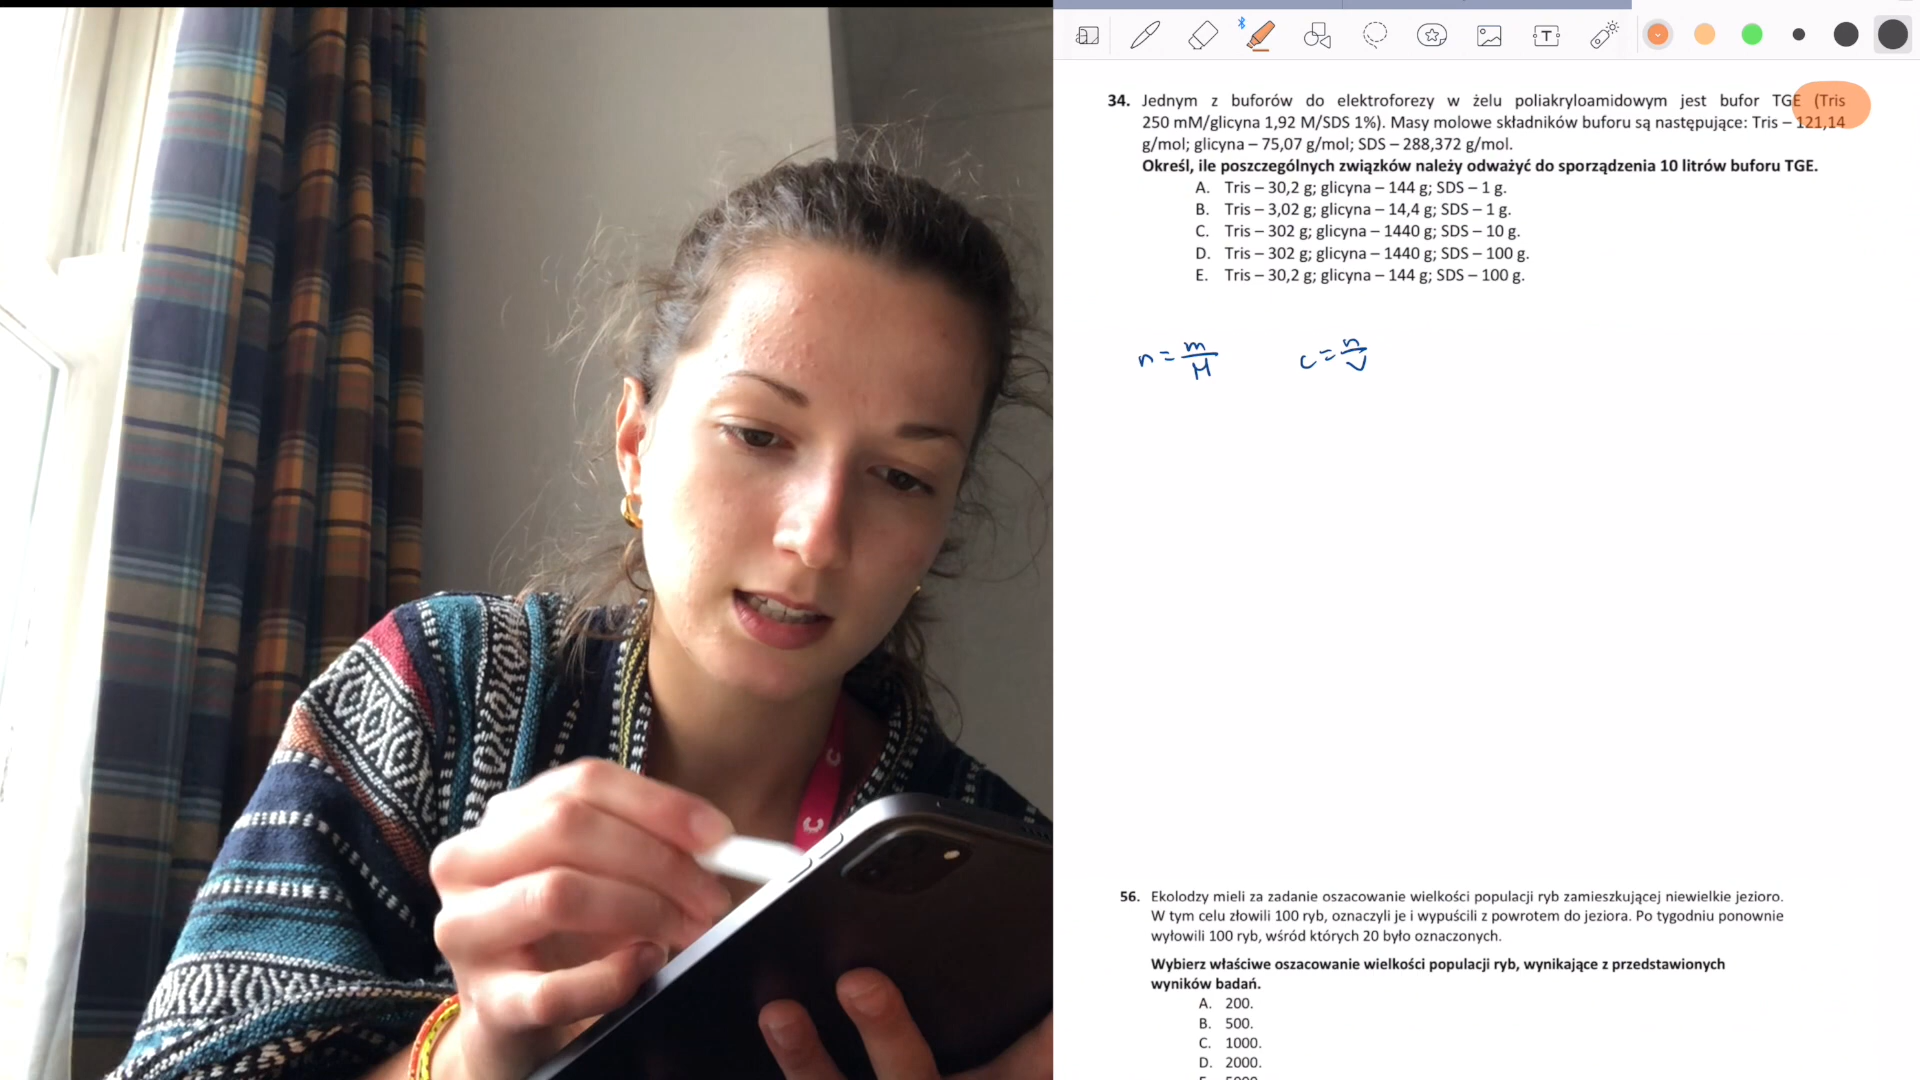 34. Jednym z buforów do elektroforezy w żelu poliakryloamidowym jest bufor TGE (Tris
250 mM/glicyna 1,92 M/SDS 1%). Masy molowe składników buforu są następujące: Tris – 121,14
g/mol; glicyna – 75,07 g/mol; SDS – 288,372 g/mol.
Określ, ile poszczególnych związków należy odważyć do sporządzenia 10 litrów buforu TGE.
A. Tris – 30,2 g; glicyna – 144 g; SDS – 1 g.
B. Tris – 3,02 g; glicyna – 14,4 g; SDS – 1 g.
C. Tris – 302 g; glicyna – 1440 g; SDS – 10 g.
D. Tris – 302 g; glicyna – 1440 g; SDS – 100 g.
E. Tris – 30,2 g; glicyna – 144 g; SDS – 100 g.
n = m/M c = n/V
56. Ekolodzy mieli za zadanie oszacowanie wielkości populacji ryb zamieszkującej niewielkie jezioro.
W tym celu złowili 100 ryb, oznaczyli je i wypuścili z powrotem do jeziora. Po tygodniu ponownie
wyłowili 100 ryb, wśród których 20 było oznaczonych.
Wybierz właściwe oszacowanie wielkości populacji ryb, wynikające z przedstawionych
wyników badań.
A. 200.
B. 500.
C. 1000.
D. 2000.